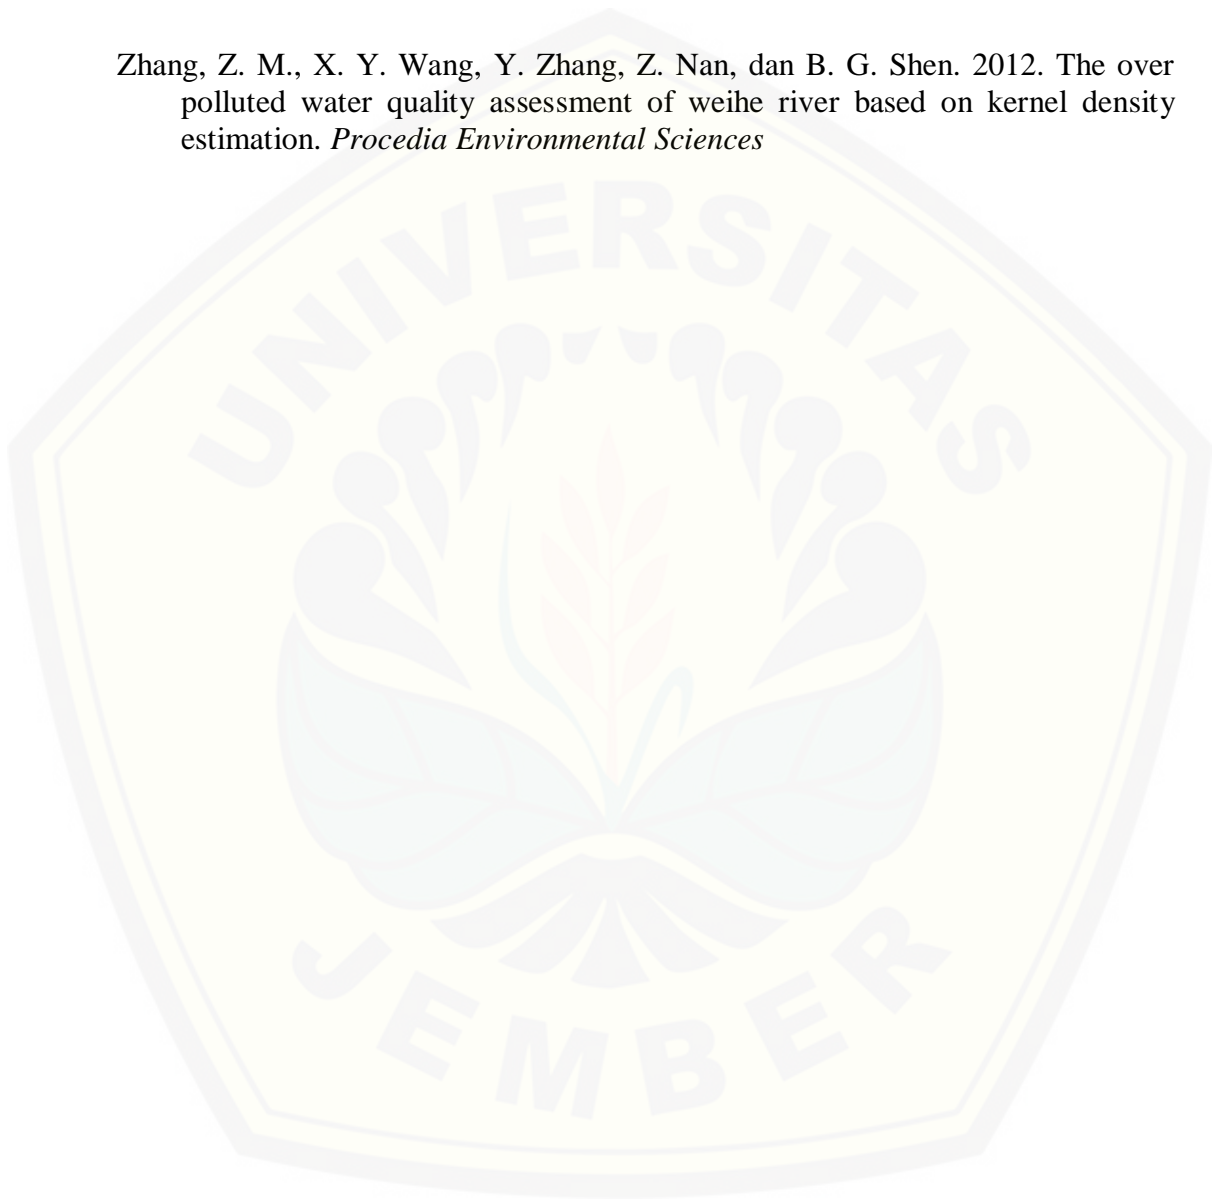 Zhang, Z. M., X. Y. Wang, Y. Zhang, Z. Nan, dan B. G. Shen. 2012. The over
polluted water quality assessment of weihe river based on kernel density
estimation. Procedia Environmental Sciences
UNIVERSITAS
JEMBER